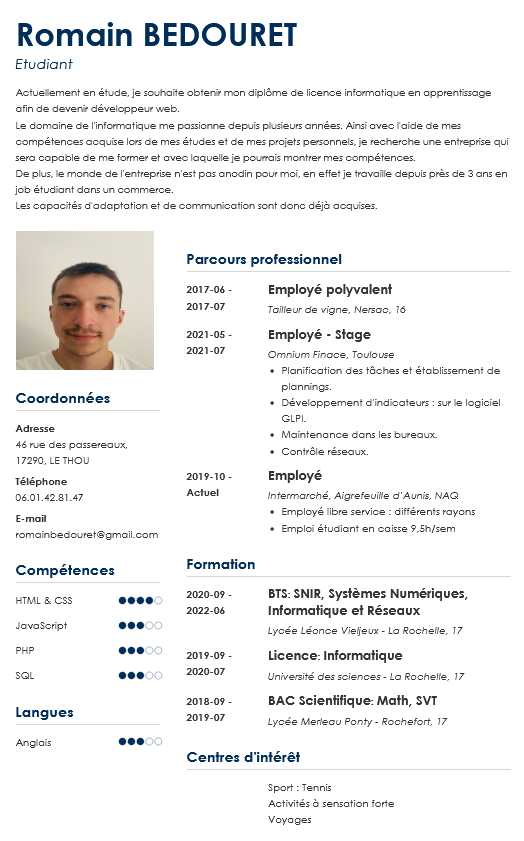 Romain BEDOURET
Etudiant
Actuellement en étude, je souhaite obtenir mon diplôme de licence informatique en apprentissage
afin de devenir développeur web.
Le domaine de l'informatique me passionne depuis plusieurs années. Ainsi avec l'aide de mes
compétences acquise lors de mes études et de mes projets personnels, je recherche une entreprise qui
sera capable de me former et avec laquelle je pourrais montrer mes compétences.
De plus, le monde de l'entreprise n'est pas anodin pour moi, en effet je travaille depuis près de 3 ans en
job étudiant dans un commerce.
Les capacités d'adaptation et de communication sont donc déjà acquises.
Coordonnées
Adresse
46 rue des passereaux,
17290, LE THOU
Téléphone
06.01.42.81.47
E-mail
romainbedouret@gmail.com
Compétences
HTML & CSS
JavaScript
PHP
SQL
Langues
Anglais
Parcours professionnel
2017-06 -
2017-07
Employé polyvalent
Tailleur de vigne, Nersac, 16
2021-05 -
2021-07
Employé - Stage
Omnium Finace, Toulouse
• Planification des tâches et établissement de
plannings.
• Développement d'indicateurs : sur le logiciel
GLPI.
• Maintenance dans les bureaux.
• Contrôle réseaux.
2019-10 -
Actuel
Employé
Intermarché, Aigrefeuille d'Aunis, NAQ
• Employé libre service : différents rayons
• Emploi étudiant en caisse 9,5h/sem
Formation
2020-09 -
2022-06
BTS: SNIR, Systèmes Numériques,
Informatique et Réseaux
Lycée Léonce Vieljeux - La Rochelle, 17
2019-09 -
2020-07
Licence: Informatique
Université des sciences - La Rochelle, 17
2018-09 -
2019-07
BAC Scientifique: Math, SVT
Lycée Merleau Ponty - Rochefort, 17
Centres d'intérêt
Sport : Tennis
Activités à sensation forte
Voyages